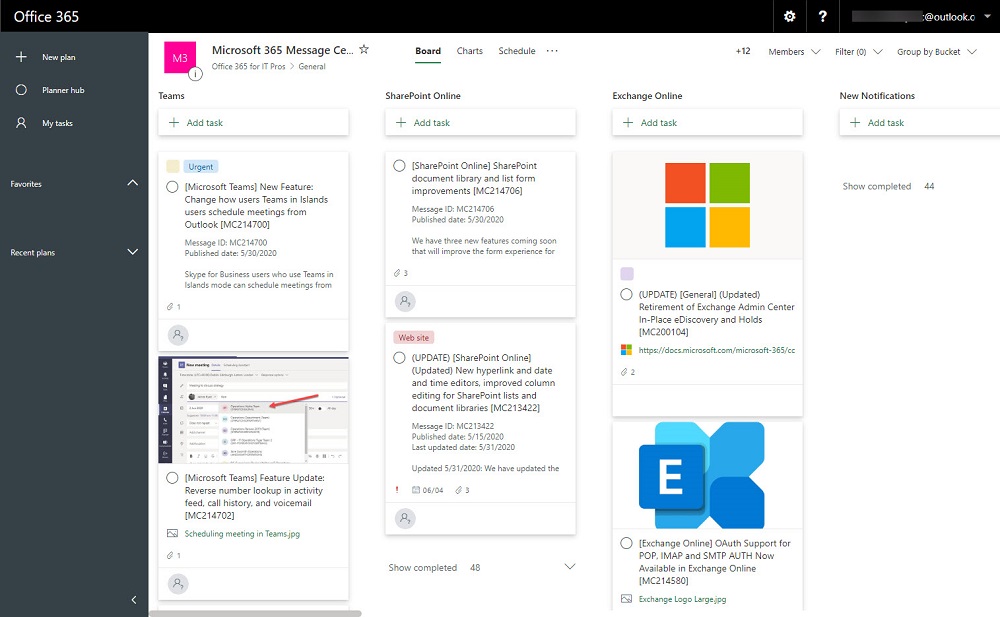 Office 365
?
:@outlook.c
New plan
Planner hub
My tasks
Favorites
Recent plans
M3
Microsoft 365 Message Ce...
Office 365 for IT Pros > General
Board
Charts
Schedule
...
+12
Members
Filter (0)
Group by Bucket
Teams
Add task
Urgent
[Microsoft Teams] New Feature:
Change how users Teams in Islands
users schedule meetings from
Outlook [MC214700]
Message ID: MC214700
Published date: 5/30/2020
Skype for Business users who use Teams in
Islands mode can schedule meetings from
1
New meeting
[Microsoft Teams] Feature Update:
Reverse number lookup in activity
feed, call history, and voicemail
[MC214702]
Scheduling meeting in Teams.jpg
1
SharePoint Online
Add task
[SharePoint Online] SharePoint
document library and list form
improvements [MC214706]
Message ID: MC214706
Published date: 5/30/2020
We have three new features coming soon
that will improve the form experience for
3
Web site
(UPDATE) [SharePoint Online]
(Updated) New hyperlink and date
and time editors, improved column
editing for SharePoint lists and
document libraries [MC213422]
Message ID: MC213422
Published date: 5/15/2020
Last updated date: 5/31/2020
Updated 5/31/2020: We have updated the
! 06/04 3
Show completed 48
Exchange Online
Add task
(UPDATE) [General] (Updated)
Retirement of Exchange Admin Center
In-Place eDiscovery and Holds
[MC200104]
https://docs.microsoft.com/microsoft-365/cc
2
E
[Exchange Online] OAuth Support for
POP, IMAP and SMTP AUTH Now
Available in Exchange Online
[MC214580]
Exchange Logo Large.jpg
New Notifications
Add task
Show completed 44